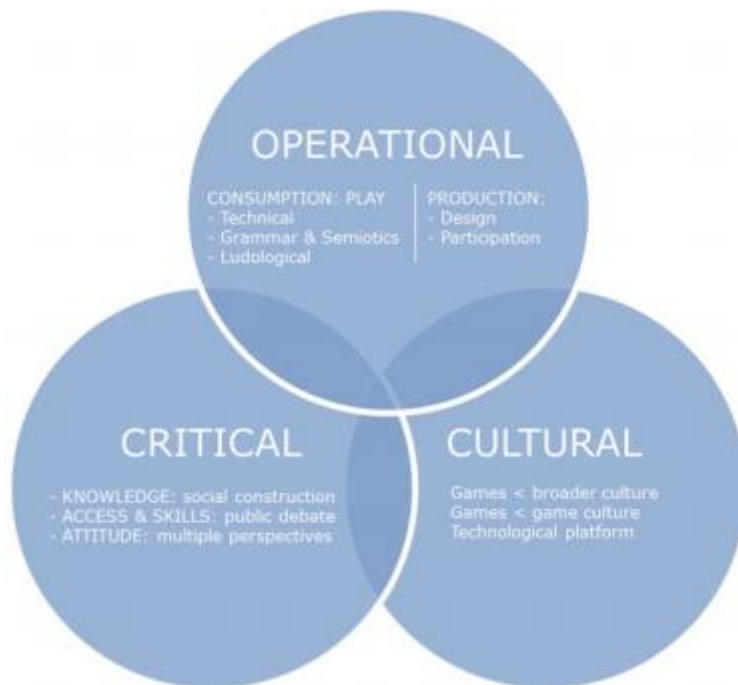 OPERATIONAL
CONSUMPTION: PLAY
- Technical
- Grammar & Semiotics
- Ludological
PRODUCTION:
- Design
- Participation
CRITICAL
- KNOWLEDGE: social construction
- ACCESS & SKILLS: public debate
- ATTITUDE: multiple perspectives
CULTURAL
Games < broader culture
Games < game culture
Technological platform